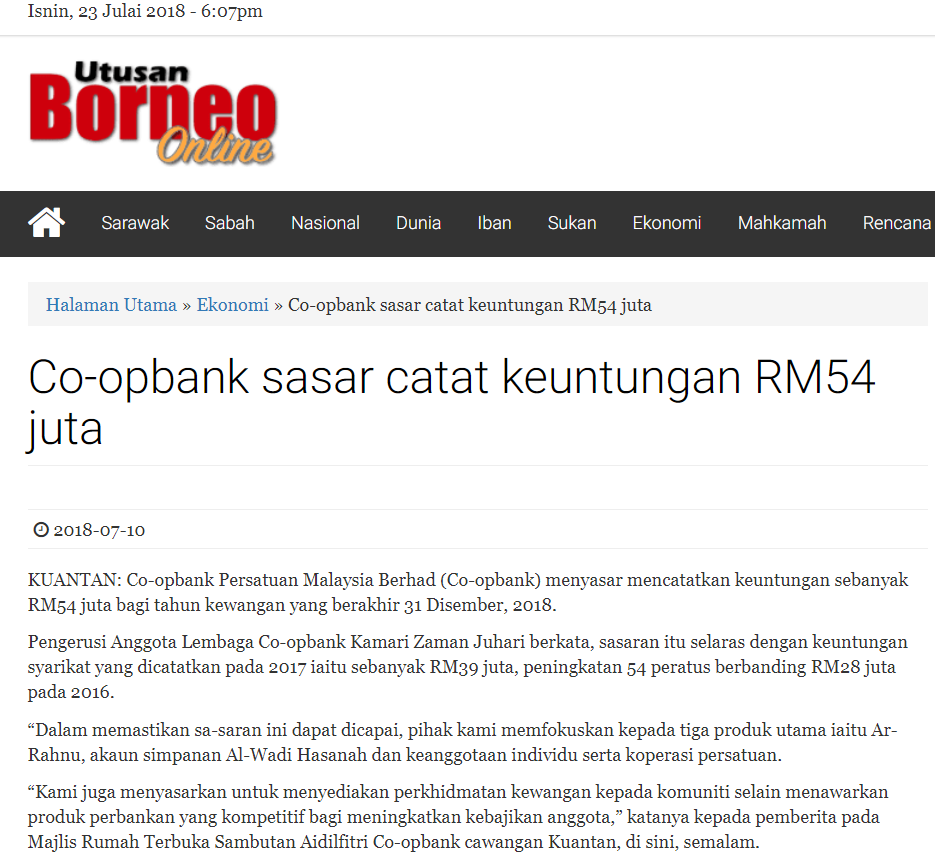 Isnin, 23 Julai 2018 - 6:07pm
Utusan
Borneo
Online
Sarawak Sabah Nasional Dunia Iban Sukan Ekonomi Mahkamah Rencana
Halaman Utama » Ekonomi » Co-opbank sasar catat keuntungan RM54 juta
Co-opbank sasar catat keuntungan RM54
juta
2018-07-10
KUANTAN: Co-opbank Persatuan Malaysia Berhad (Co-opbank) menyasar mencatatkan keuntungan sebanyak
RM54 juta bagi tahun kewangan yang berakhir 31 Disember, 2018.
Pengerusi Anggota Lembaga Co-opbank Kamari Zaman Juhari berkata, sasaran itu selaras dengan keuntungan
syarikat yang dicatatkan pada 2017 iaitu sebanyak RM39 juta, peningkatan 54 peratus berbanding RM28 juta
pada 2016.
“Dalam memastikan sa-saran ini dapat dicapai, pihak kami memfokuskan kepada tiga produk utama iaitu Ar-
Rahnu, akaun simpanan Al-Wadi Hasanah dan keanggotaan individu serta koperasi persatuan.
“Kami juga menyasarkan untuk menyediakan perkhidmatan kewangan kepada komuniti selain menawarkan
produk perbankan yang kompetitif bagi meningkatkan kebajikan anggota,” katanya kepada pemberita pada
Majlis Rumah Terbuka Sambutan Aidilfitri Co-opbank cawangan Kuantan, di sini, semalam.